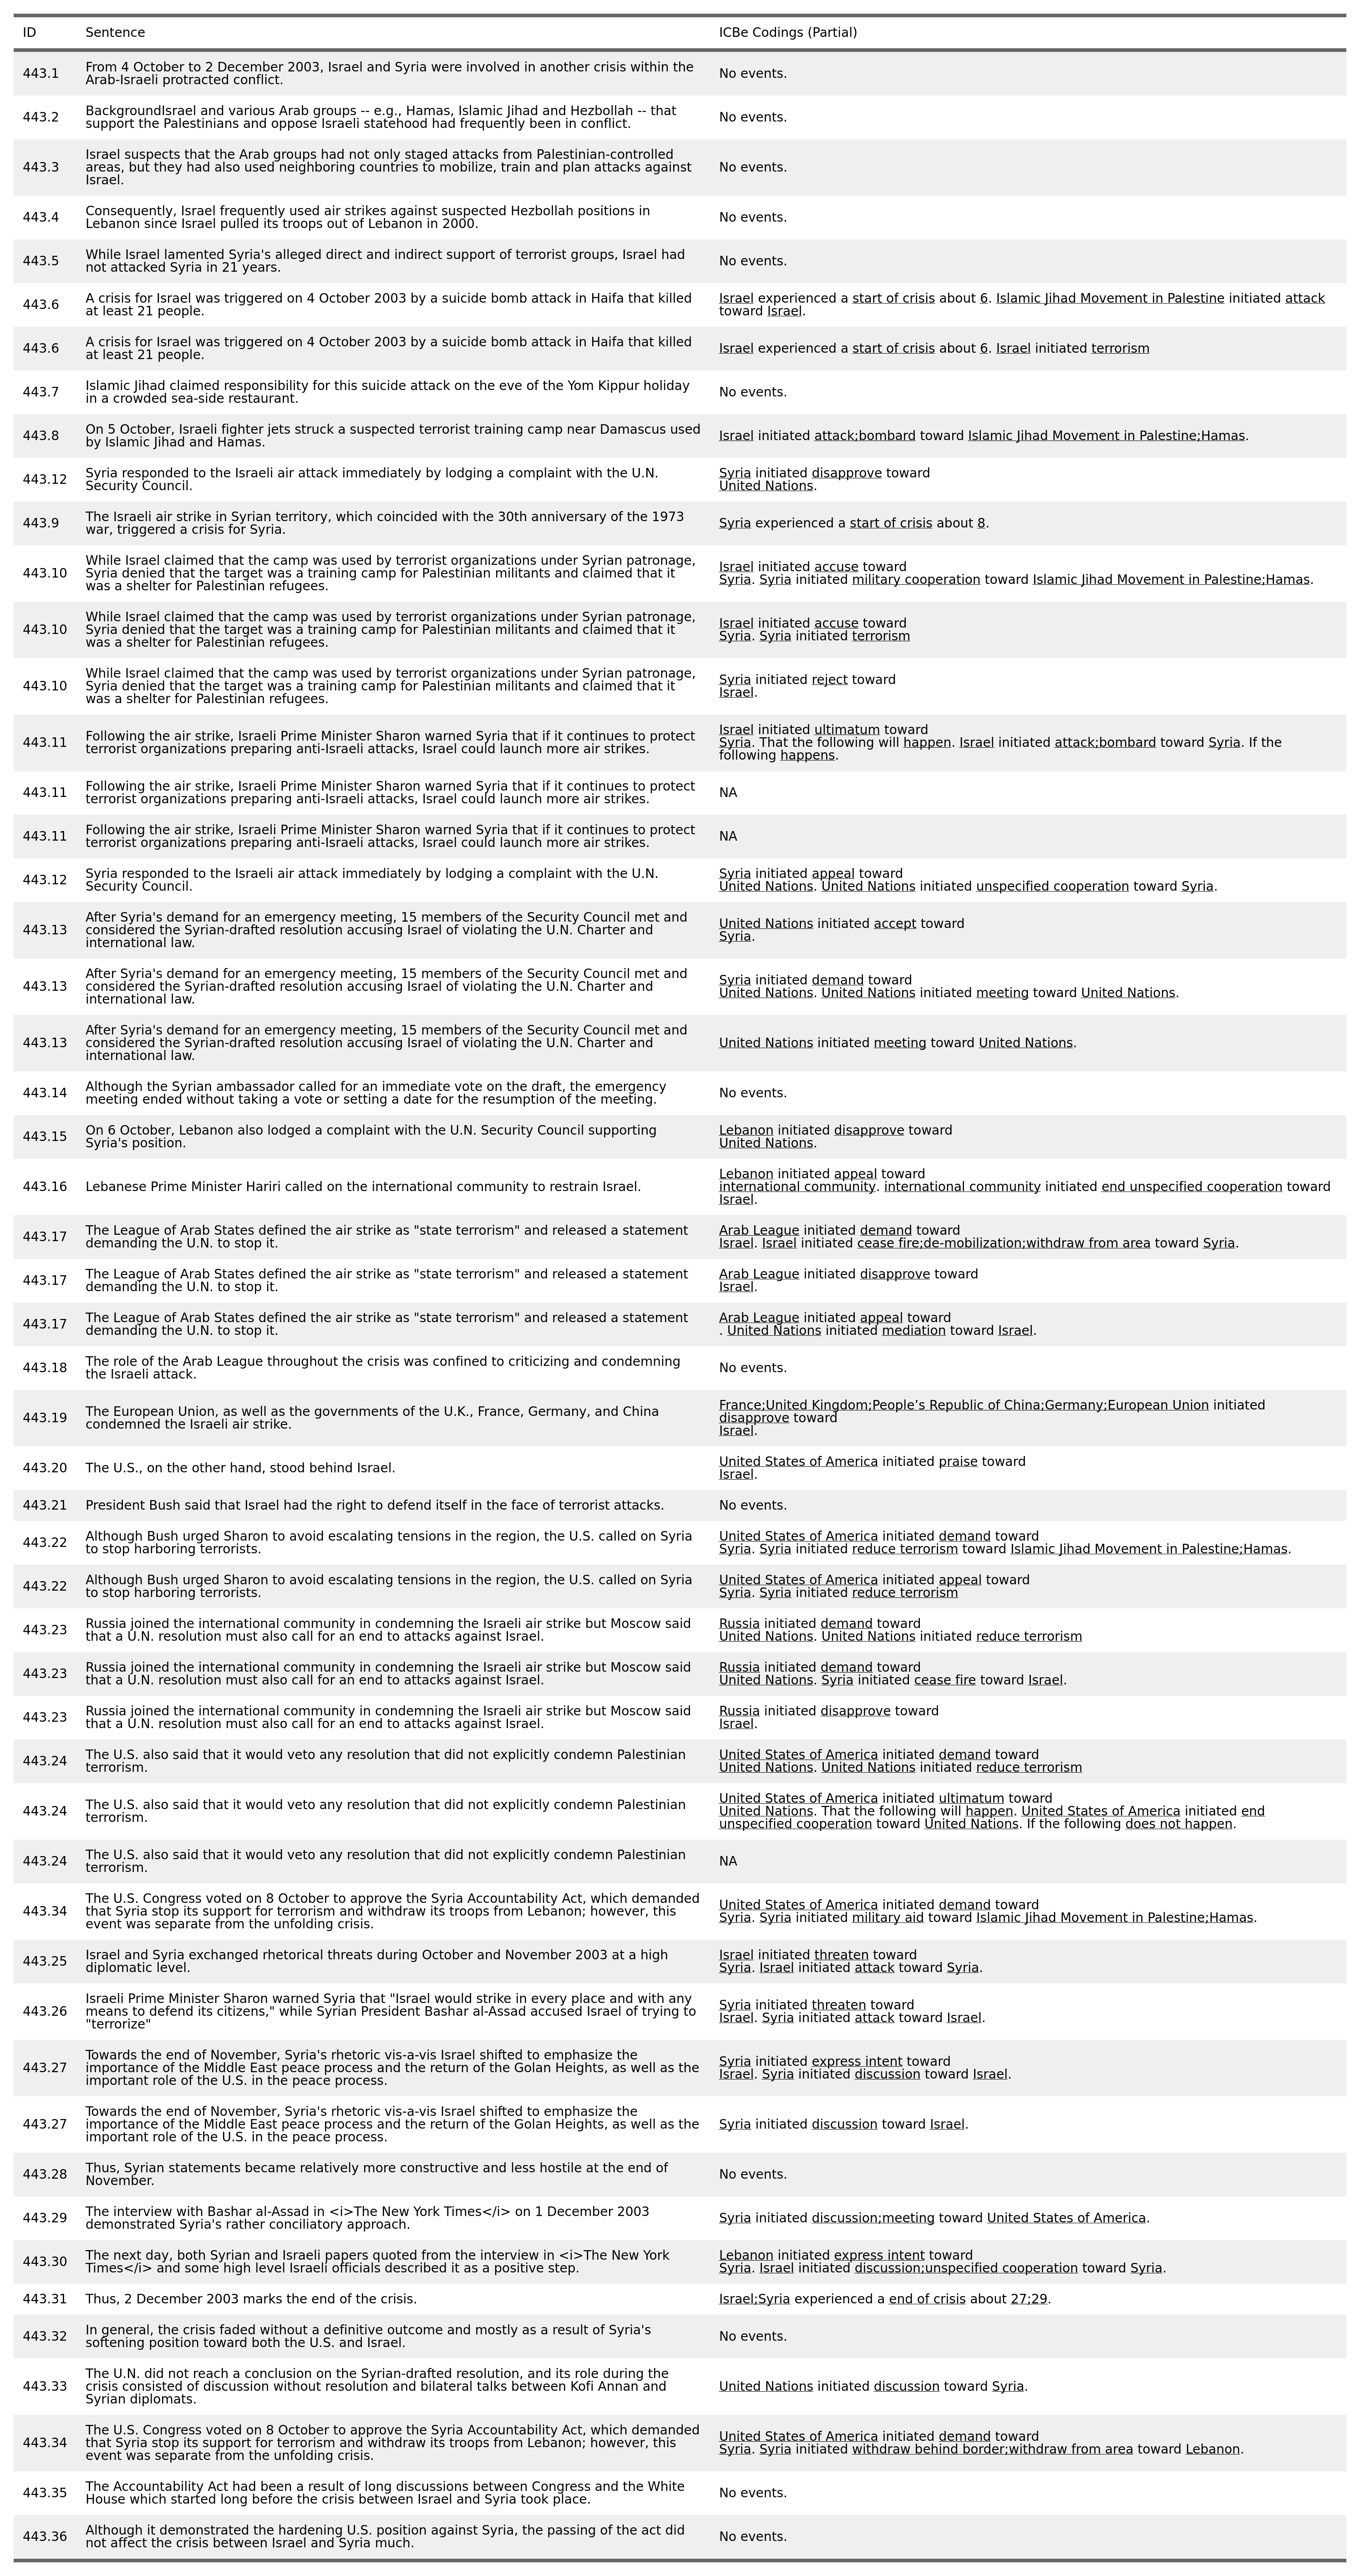 ID Sentence ICBe Codings (Partial)
443.1 From 4 October to 2 December 2003, Israel and Syria were involved in another crisis within the
Arab-Israeli protracted conflict.
No events.
443.2 BackgroundIsrael and various Arab groups -- e.g., Hamas, Islamic Jihad and Hezbollah -- that
support the Palestinians and oppose Israeli statehood had frequently been in conflict.
No events.
443.3 Israel suspects that the Arab groups had not only staged attacks from Palestinian-controlled
areas, but they had also used neighboring countries to mobilize, train and plan attacks against
Israel.
No events.
443.4 Consequently, Israel frequently used air strikes against suspected Hezbollah positions in
Lebanon since Israel pulled its troops out of Lebanon in 2000.
No events.
443.5 While Israel lamented Syria's alleged direct and indirect support of terrorist groups, Israel had
not attacked Syria in 21 years.
No events.
443.6 A crisis for Israel was triggered on 4 October 2003 by a suicide bomb attack in Haifa that killed
at least 21 people.
Israel experienced a start of crisis about 6. Islamic Jihad Movement in Palestine initiated attack
toward Israel.
443.6 A crisis for Israel was triggered on 4 October 2003 by a suicide bomb attack in Haifa that killed
at least 21 people.
Israel experienced a start of crisis about 6. Israel initiated terrorism
443.7 Islamic Jihad claimed responsibility for this suicide attack on the eve of the Yom Kippur holiday
in a crowded sea-side restaurant.
No events.
443.8 On 5 October, Israeli fighter jets struck a suspected terrorist training camp near Damascus used
by Islamic Jihad and Hamas.
Israel initiated attack;bombard toward Islamic Jihad Movement in Palestine;Hamas.
443.12 Syria responded to the Israeli air attack immediately by lodging a complaint with the U.N.
Security Council.
Syria initiated disapprove toward
United Nations.
443.9 The Israeli air strike in Syrian territory, which coincided with the 30th anniversary of the 1973
war, triggered a crisis for Syria.
Syria experienced a start of crisis about 8.
443.10 While Israel claimed that the camp was used by terrorist organizations under Syrian patronage,
Syria denied that the target was a training camp for Palestinian militants and claimed that it
was a shelter for Palestinian refugees.
Israel initiated accuse toward
Syria. Syria initiated military cooperation toward Islamic Jihad Movement in Palestine;Hamas.
443.10 While Israel claimed that the camp was used by terrorist organizations under Syrian patronage,
Syria denied that the target was a training camp for Palestinian militants and claimed that it
was a shelter for Palestinian refugees.
Israel initiated accuse toward
Syria. Syria initiated terrorism
443.10 While Israel claimed that the camp was used by terrorist organizations under Syrian patronage,
Syria denied that the target was a training camp for Palestinian militants and claimed that it
was a shelter for Palestinian refugees.
Syria initiated reject toward
Israel.
443.11 Following the air strike, Israeli Prime Minister Sharon warned Syria that if it continues to protect
terrorist organizations preparing anti-Israeli attacks, Israel could launch more air strikes.
Israel initiated ultimatum toward
Syria. That the following will happen. Israel initiated attack;bombard toward Syria. If the
following happens.
443.11 Following the air strike, Israeli Prime Minister Sharon warned Syria that if it continues to protect
terrorist organizations preparing anti-Israeli attacks, Israel could launch more air strikes.
NA
443.11 Following the air strike, Israeli Prime Minister Sharon warned Syria that if it continues to protect
terrorist organizations preparing anti-Israeli attacks, Israel could launch more air strikes.
NA
443.12 Syria responded to the Israeli air attack immediately by lodging a complaint with the U.N.
Security Council.
Syria initiated appeal toward
United Nations. United Nations initiated unspecified cooperation toward Syria.
443.13 After Syria's demand for an emergency meeting, 15 members of the Security Council met and
considered the Syrian-drafted resolution accusing Israel of violating the U.N. Charter and
international law.
United Nations initiated accept toward
Syria.
443.13 After Syria's demand for an emergency meeting, 15 members of the Security Council met and
considered the Syrian-drafted resolution accusing Israel of violating the U.N. Charter and
international law.
Syria initiated demand toward
United Nations. United Nations initiated meeting toward United Nations.
443.13 After Syria's demand for an emergency meeting, 15 members of the Security Council met and
considered the Syrian-drafted resolution accusing Israel of violating the U.N. Charter and
international law.
United Nations initiated meeting toward United Nations.
443.14 Although the Syrian ambassador called for an immediate vote on the draft, the emergency
meeting ended without taking a vote or setting a date for the resumption of the meeting.
No events.
443.15 On 6 October, Lebanon also lodged a complaint with the U.N. Security Council supporting
Syria's position.
Lebanon initiated disapprove toward
United Nations.
443.16 Lebanese Prime Minister Hariri called on the international community to restrain Israel.
Lebanon initiated appeal toward
international community. international community initiated end unspecified cooperation toward
Israel.
443.17 The League of Arab States defined the air strike as "state terrorism" and released a statement
demanding the U.N. to stop it.
Arab League initiated demand toward
Israel. Israel initiated cease fire;de-mobilization;withdraw from area toward Syria.
443.17 The League of Arab States defined the air strike as "state terrorism" and released a statement
demanding the U.N. to stop it.
Arab League initiated disapprove toward
Israel.
443.17 The League of Arab States defined the air strike as "state terrorism" and released a statement
demanding the U.N. to stop it.
Arab League initiated appeal toward
. United Nations initiated mediation toward Israel.
443.18 The role of the Arab League throughout the crisis was confined to criticizing and condemning
the Israeli attack.
No events.
443.19 The European Union, as well as the governments of the U.K., France, Germany, and China
condemned the Israeli air strike.
France;United Kingdom;People’s Republic of China;Germany;European Union initiated
disapprove toward
Israel.
443.20 The U.S., on the other hand, stood behind Israel.
United States of America initiated praise toward
Israel.
443.21 President Bush said that Israel had the right to defend itself in the face of terrorist attacks.
No events.
443.22 Although Bush urged Sharon to avoid escalating tensions in the region, the U.S. called on Syria
to stop harboring terrorists.
United States of America initiated demand toward
Syria. Syria initiated reduce terrorism toward Islamic Jihad Movement in Palestine;Hamas.
443.22 Although Bush urged Sharon to avoid escalating tensions in the region, the U.S. called on Syria
to stop harboring terrorists.
United States of America initiated appeal toward
Syria. Syria initiated reduce terrorism
443.23 Russia joined the international community in condemning the Israeli air strike but Moscow said
that a U.N. resolution must also call for an end to attacks against Israel.
Russia initiated demand toward
United Nations. United Nations initiated reduce terrorism
443.23 Russia joined the international community in condemning the Israeli air strike but Moscow said
that a U.N. resolution must also call for an end to attacks against Israel.
Russia initiated demand toward
United Nations. Syria initiated cease fire toward Israel.
443.23 Russia joined the international community in condemning the Israeli air strike but Moscow said
that a U.N. resolution must also call for an end to attacks against Israel.
Russia initiated disapprove toward
Israel.
443.24 The U.S. also said that it would veto any resolution that did not explicitly condemn Palestinian
terrorism.
United States of America initiated demand toward
United Nations. United Nations initiated reduce terrorism
443.24 The U.S. also said that it would veto any resolution that did not explicitly condemn Palestinian
terrorism.
United States of America initiated ultimatum toward
United Nations. That the following will happen. United States of America initiated end
unspecified cooperation toward United Nations. If the following does not happen.
443.24 The U.S. also said that it would veto any resolution that did not explicitly condemn Palestinian
terrorism.
NA
443.34 The U.S. Congress voted on 8 October to approve the Syria Accountability Act, which demanded
that Syria stop its support for terrorism and withdraw its troops from Lebanon; however, this
event was separate from the unfolding crisis.
United States of America initiated demand toward
Syria. Syria initiated military aid toward Islamic Jihad Movement in Palestine;Hamas.
443.25 Israel and Syria exchanged rhetorical threats during October and November 2003 at a high
diplomatic level.
Israel initiated threaten toward
Syria. Israel initiated attack toward Syria.
443.26 Israeli Prime Minister Sharon warned Syria that "Israel would strike in every place and with any
means to defend its citizens," while Syrian President Bashar al-Assad accused Israel of trying to
"terrorize"
Syria initiated threaten toward
Israel. Syria initiated attack toward Israel.
443.27 Towards the end of November, Syria's rhetoric vis-a-vis Israel shifted to emphasize the
importance of the Middle East peace process and the return of the Golan Heights, as well as the
important role of the U.S. in the peace process.
Syria initiated express intent toward
Israel. Syria initiated discussion toward Israel.
443.27 Towards the end of November, Syria's rhetoric vis-a-vis Israel shifted to emphasize the
importance of the Middle East peace process and the return of the Golan Heights, as well as the
important role of the U.S. in the peace process.
Syria initiated discussion toward Israel.
443.28 Thus, Syrian statements became relatively more constructive and less hostile at the end of
November.
No events.
443.29 The interview with Bashar al-Assad in <i>The New York Times</i> on 1 December 2003
demonstrated Syria's rather conciliatory approach.
Syria initiated discussion;meeting toward United States of America.
443.30 The next day, both Syrian and Israeli papers quoted from the interview in <i>The New York
Times</i> and some high level Israeli officials described it as a positive step.
Lebanon initiated express intent toward
Syria. Israel initiated discussion;unspecified cooperation toward Syria.
443.31 Thus, 2 December 2003 marks the end of the crisis.
Israel;Syria experienced a end of crisis about 27;29.
443.32 In general, the crisis faded without a definitive outcome and mostly as a result of Syria's
softening position toward both the U.S. and Israel.
No events.
443.33 The U.N. did not reach a conclusion on the Syrian-drafted resolution, and its role during the
crisis consisted of discussion without resolution and bilateral talks between Kofi Annan and
Syrian diplomats.
United Nations initiated discussion toward Syria.
443.34 The U.S. Congress voted on 8 October to approve the Syria Accountability Act, which demanded
that Syria stop its support for terrorism and withdraw its troops from Lebanon; however, this
event was separate from the unfolding crisis.
United States of America initiated demand toward
Syria. Syria initiated withdraw behind border;withdraw from area toward Lebanon.
443.35 The Accountability Act had been a result of long discussions between Congress and the White
House which started long before the crisis between Israel and Syria took place.
No events.
443.36 Although it demonstrated the hardening U.S. position against Syria, the passing of the act did
not affect the crisis between Israel and Syria much.
No events.